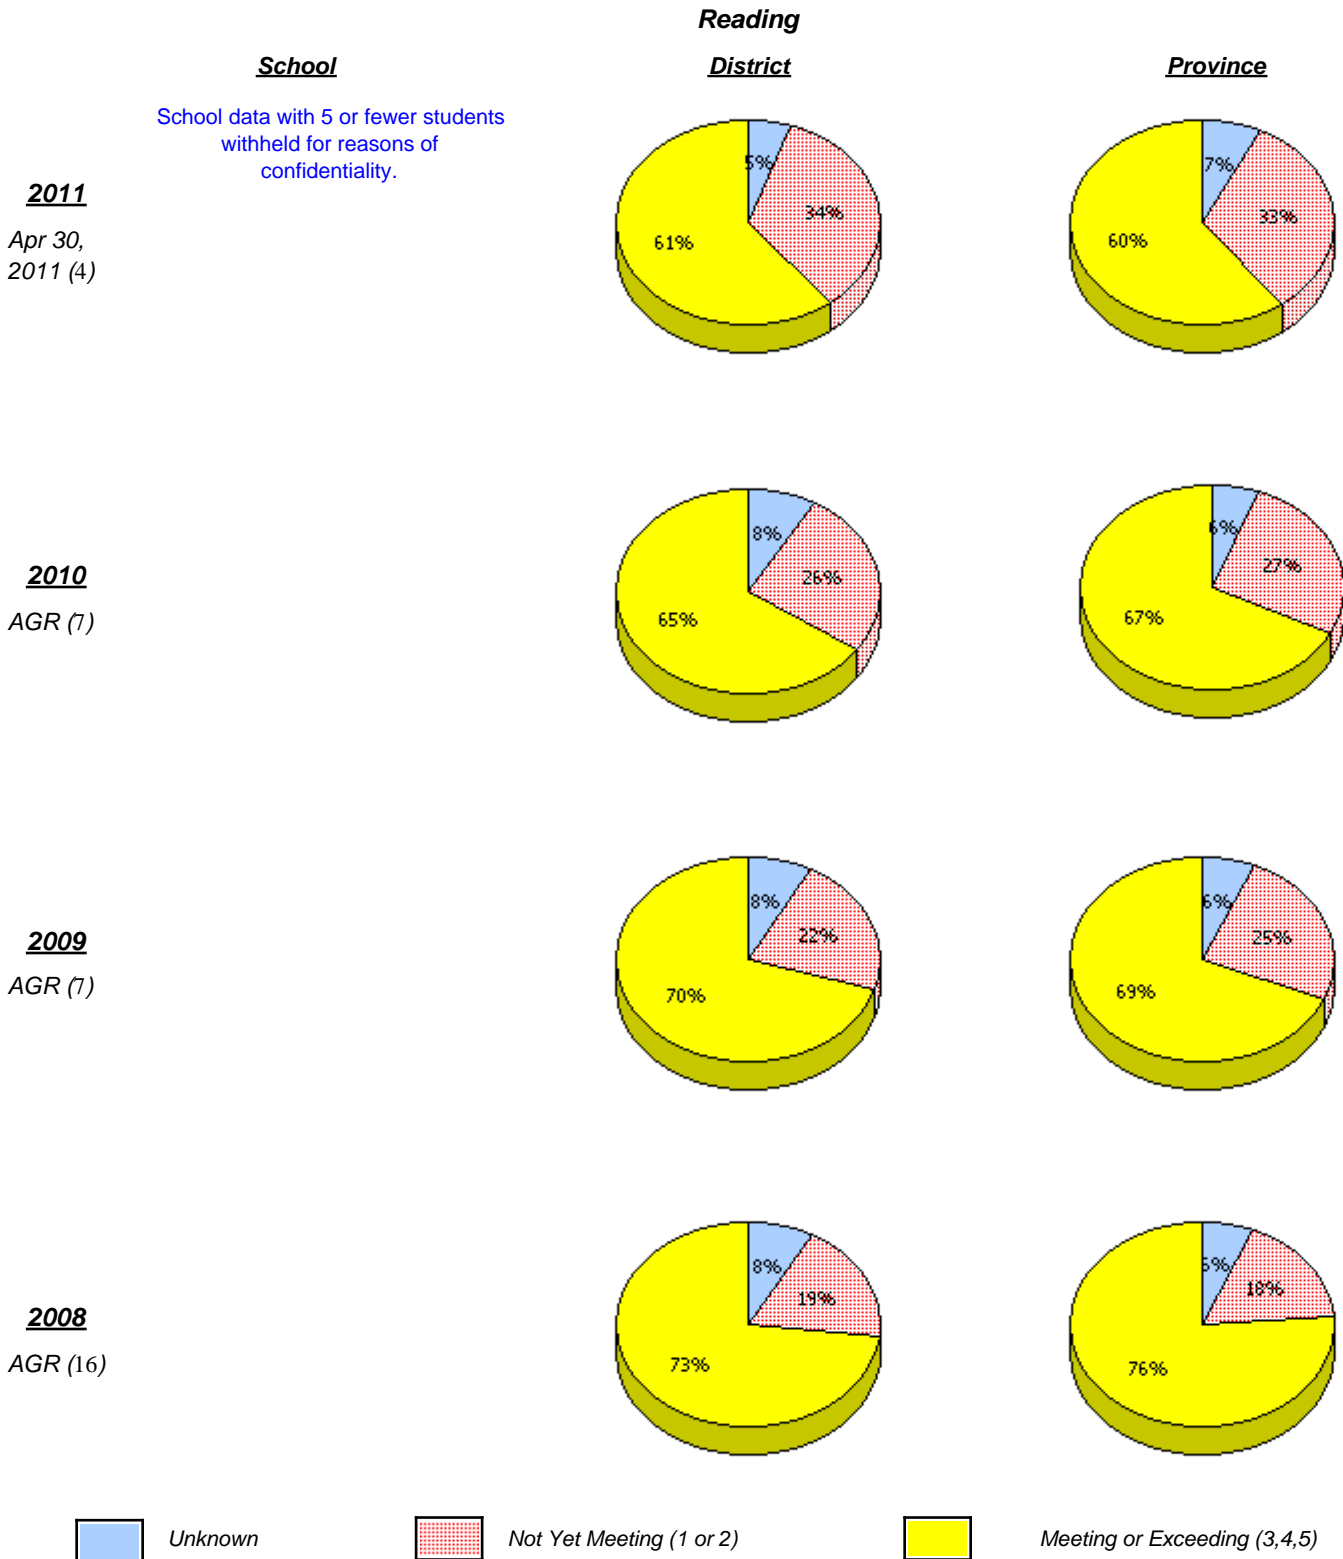 Reading
School
District
Province
School data with 5 or fewer students
withheld for reasons of
confidentiality.
2011
Apr 30,
2011 (4)
5%
34%
61%
7%
33%
60%
2010
AGR (7)
8%
26%
65%
6%
27%
67%
2009
AGR (7)
8%
22%
70%
6%
25%
69%
2008
AGR (16)
8%
19%
73%
5%
18%
76%
Unknown
Not Yet Meeting (1 or 2)
Meeting or Exceeding (3,4,5)